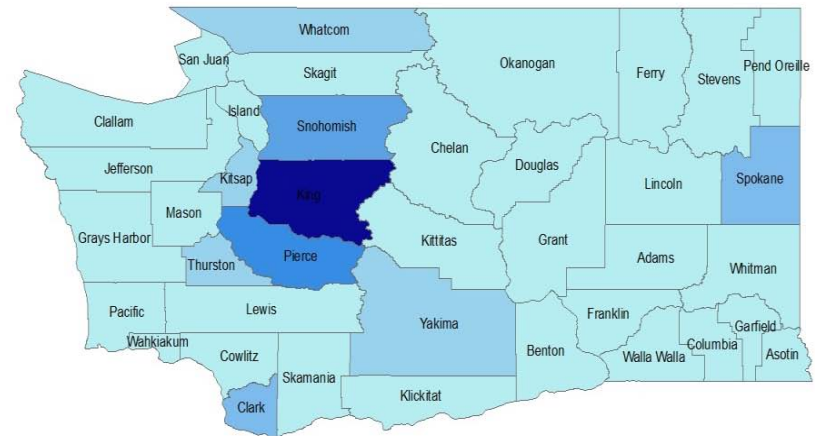 Whatcom
San Juan
Skagit
Okanogan
Ferry
Stevens
Pend Oreille
Island
Clallam
Snohomish
Chelan
Jefferson
Kitsap
Douglas
Lincoln
Spokane
King
Mason
Grays Harbor
Kittitas
Grant
Pierce
Thurston
Adams
Whitman
Pacific
Lewis
Yakima
Franklin
Garfield
Wahkiakum
Cowlitz
Benton
Walla Walla
Columbia
Asotin
Skamania
Klickitat
Clark